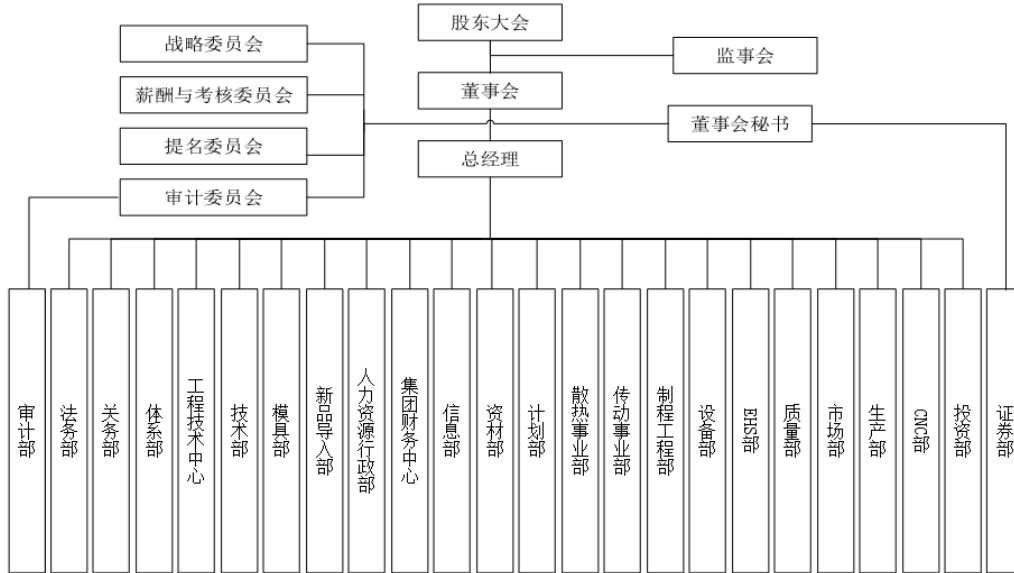 股东大会
战略委员会
监事会
薪酬与考核委员会
董事会
董事会秘书
提名委员会
总经理
审计委员会
审计部
法务部
关务部
体系部
工程技术中心
技术部
模具部
新品导入部
人力资源行政部
集团财务中心
信息部
资材部
计划部
散热事业部
传动事业部
制程工程部
设备部
EHS部
质量部
市场部
生产部
CNC部
投资部
证券部